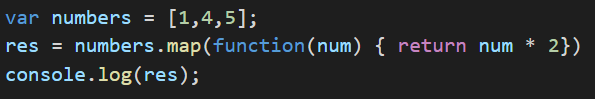 var numbers = [1,4,5];
res = numbers.map(function(num) { return num * 2})
console.log(res);